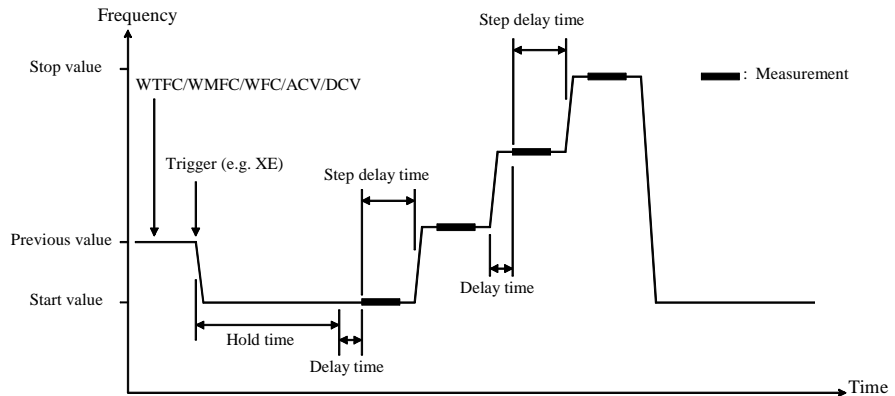 Frequency
Step delay time
Stop value
WTFC/WMFC/WFC/ACV/DCV
: Measurement
Trigger (e.g. XE)
Step delay time
Previous value
Delay time
Start value
Hold time
Delay time
Time